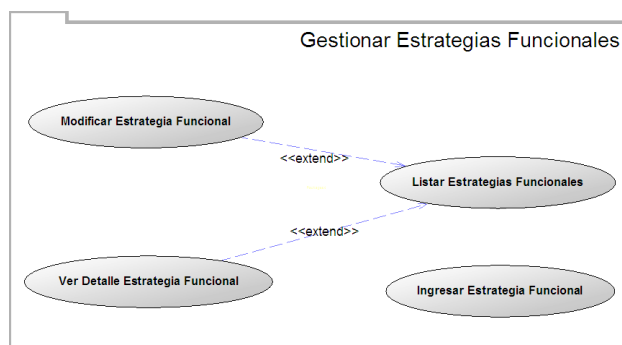 Gestionar Estrategias Funcionales
Modificar Estrategia Funcional
<<extend>>
Listar Estrategias Funcionales
<<extend>>
Ver Detalle Estrategia Funcional
Ingresar Estrategia Funcional